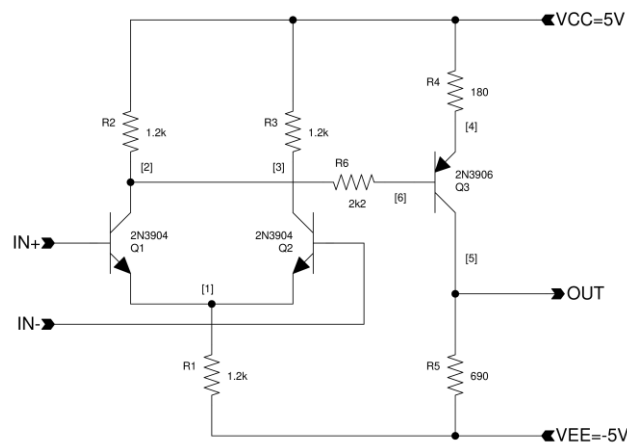 VCC=5V
R4
180
R2
1.2k
R3
1.2k
[4]
[2]
[3]
R6
2k2
[6]
2N3906
Q3
2N3904
Q1
2N3904
Q2
IN+
[5]
[1]
OUT
IN-
R1
1.2k
R5
690
VEE=-5V